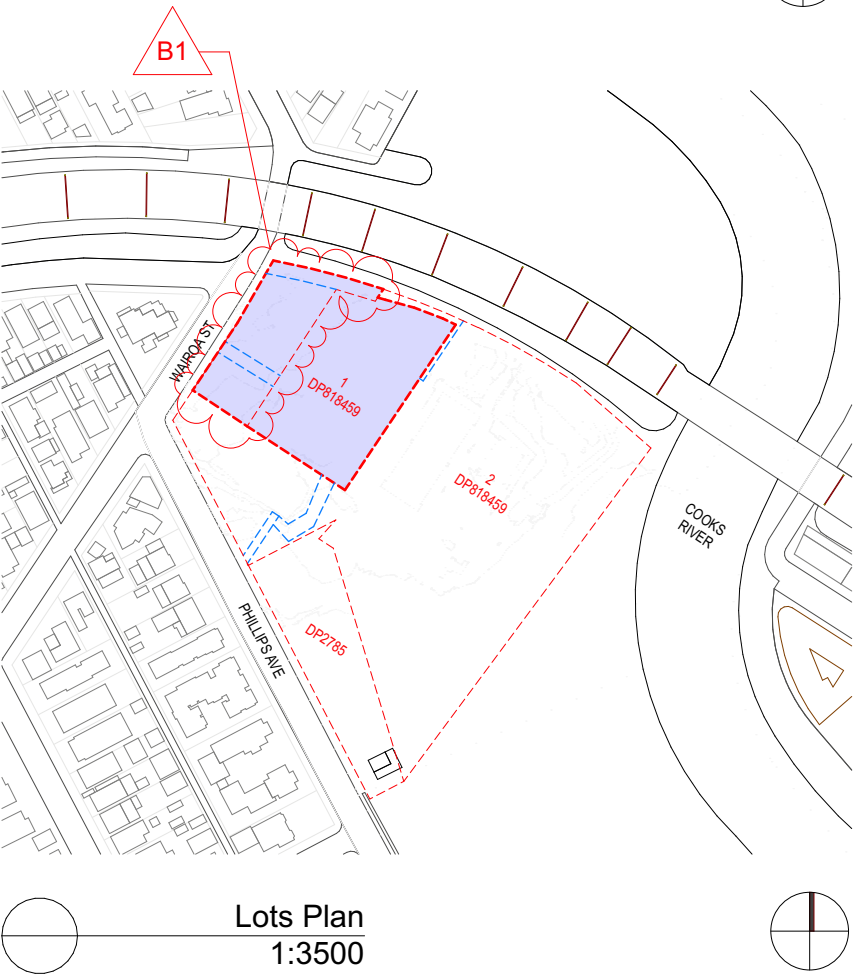 B1
WAIROA ST
1
DP818459
2
DP818459
COOKS
RIVER
PHILLIPS AVE
DP2785
Lots Plan
1:3500